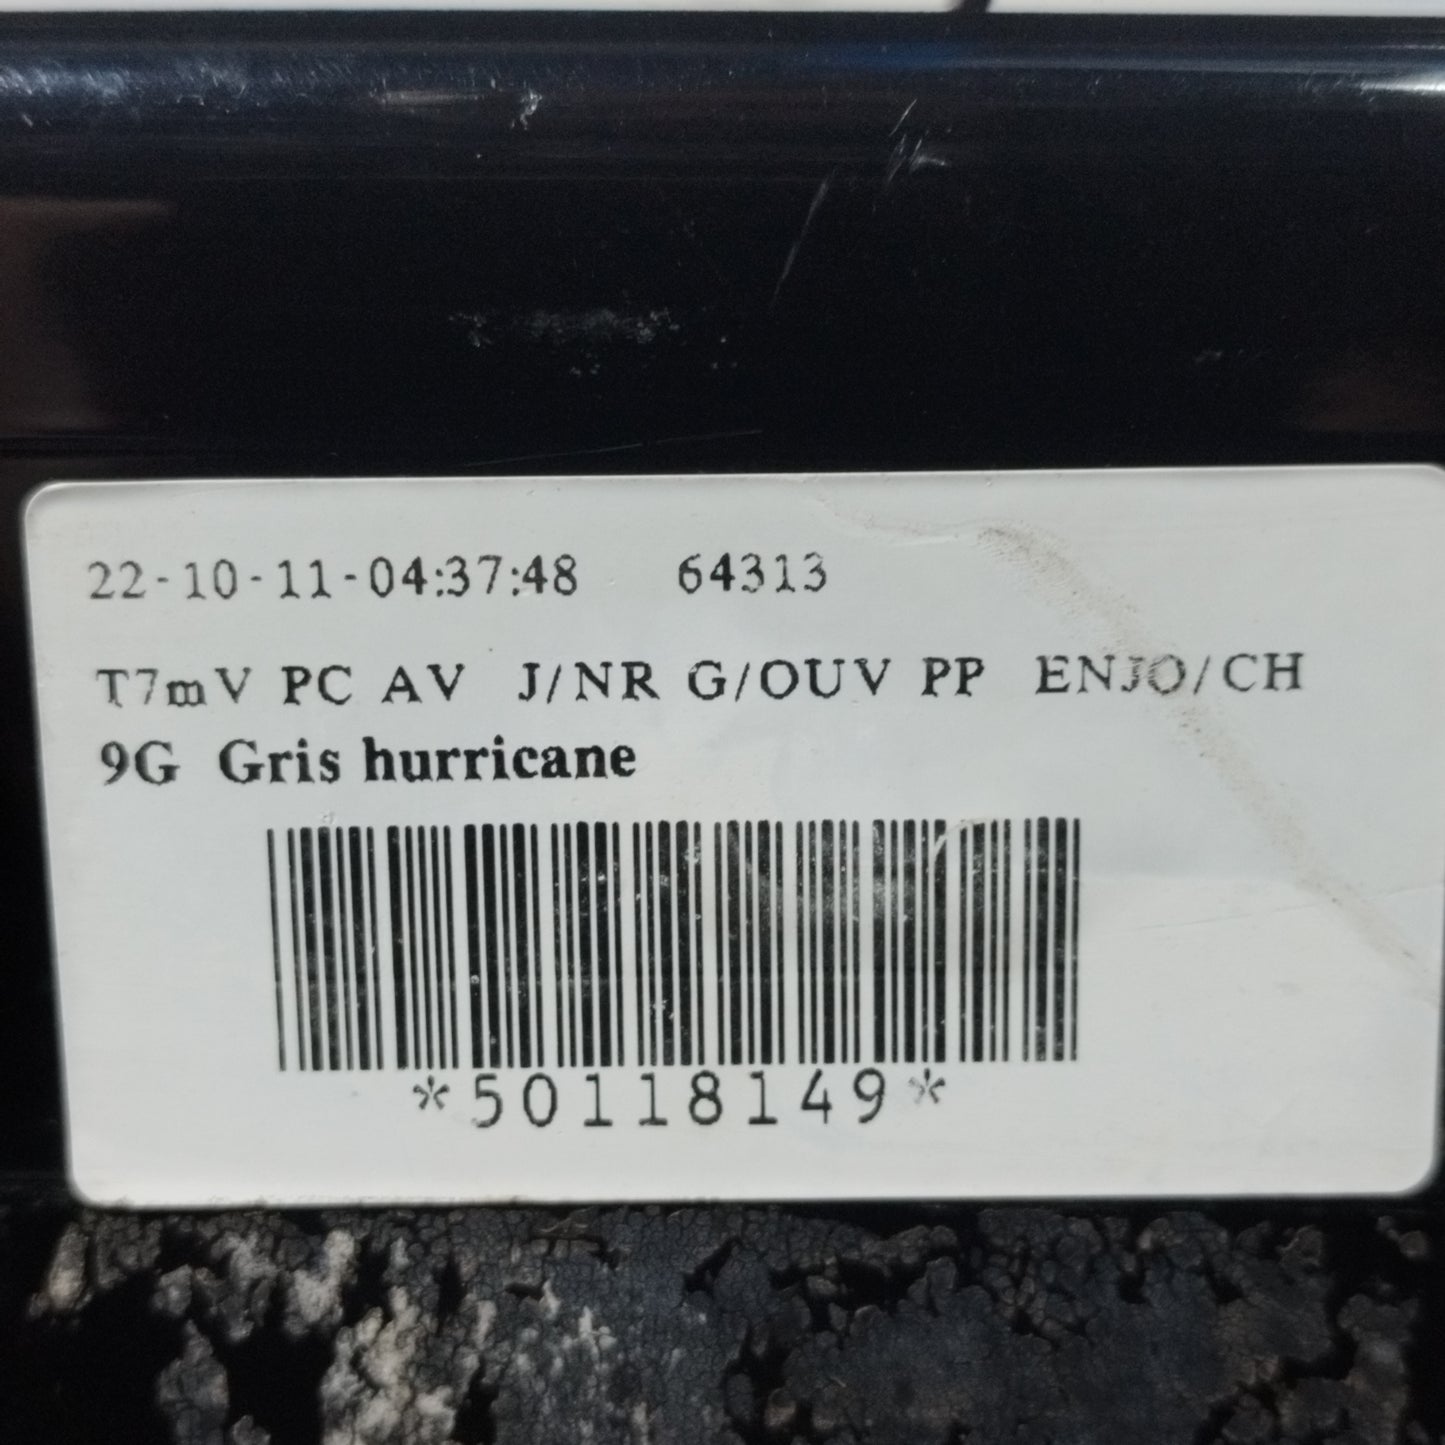 22-10-11-04:37:48 64313
T7mV PC AV J/NR G/OUV PP ENJO/CH
9G Gris hurricane
*50118149*